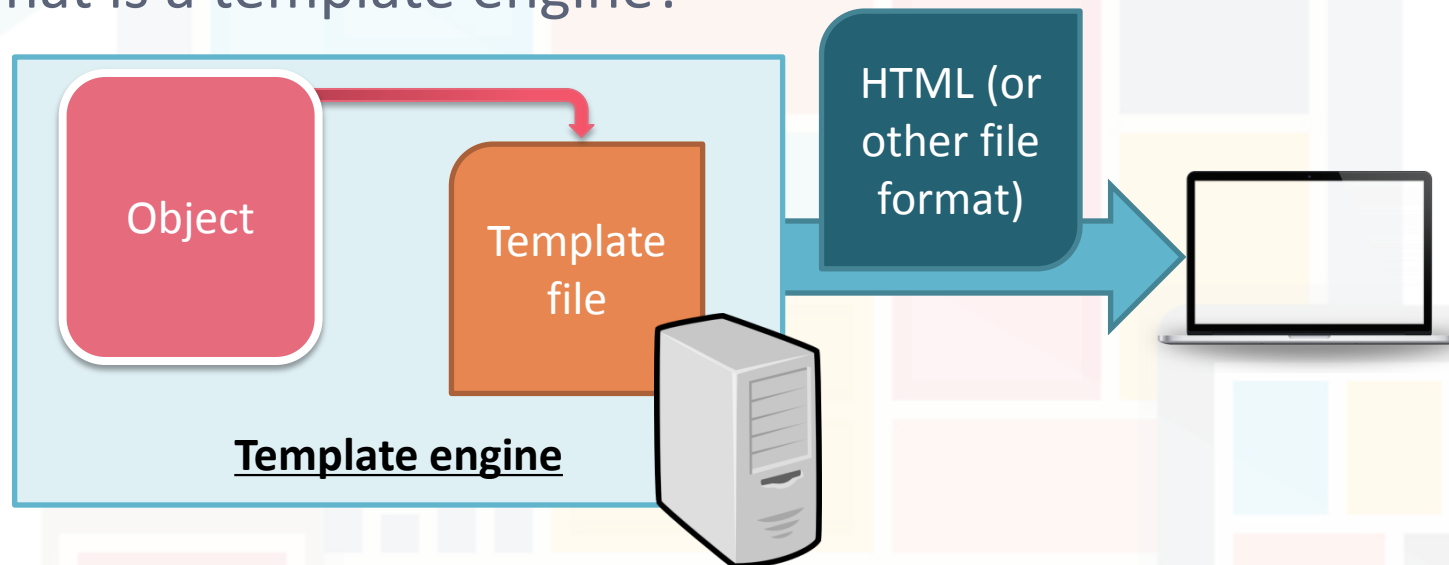 hat is a template engine?
Object
Template
file
Template engine
HTML (or
other file
format)